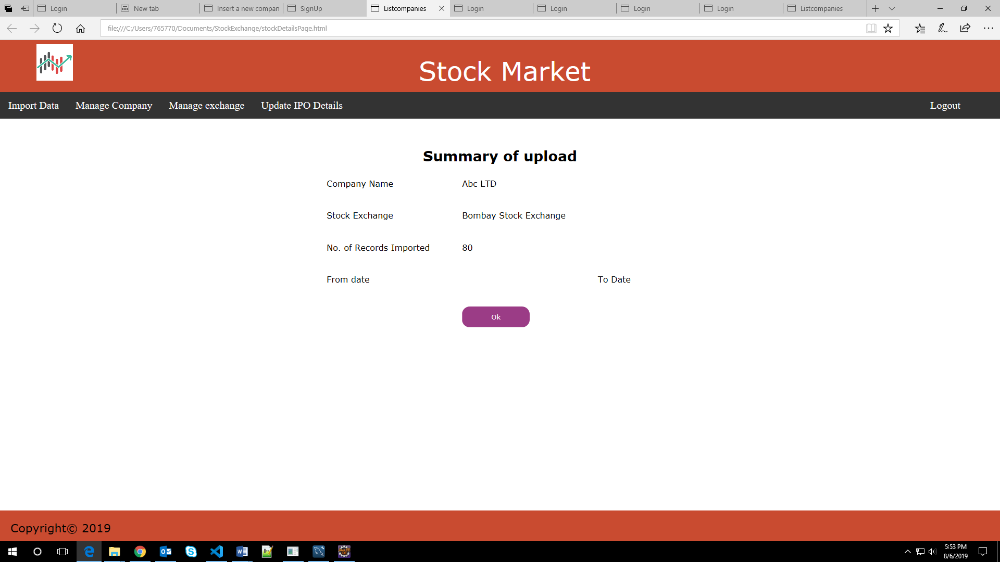 Login
New tab
Insert a new compan
SignUp
Listcompanies
Login
Login
Login
Login
Listcompanies
file:///C:/Users/765770/Documents/StockExchange/stockDetailsPage.html
Stock Market
Import Data Manage Company Manage exchange Update IPO Details Logout
Summary of upload
Company Name Abc LTD
Stock Exchange Bombay Stock Exchange
No. of Records Imported 80
From date To Date
Ok
Copyright© 2019
5:53 PM
8/6/2019